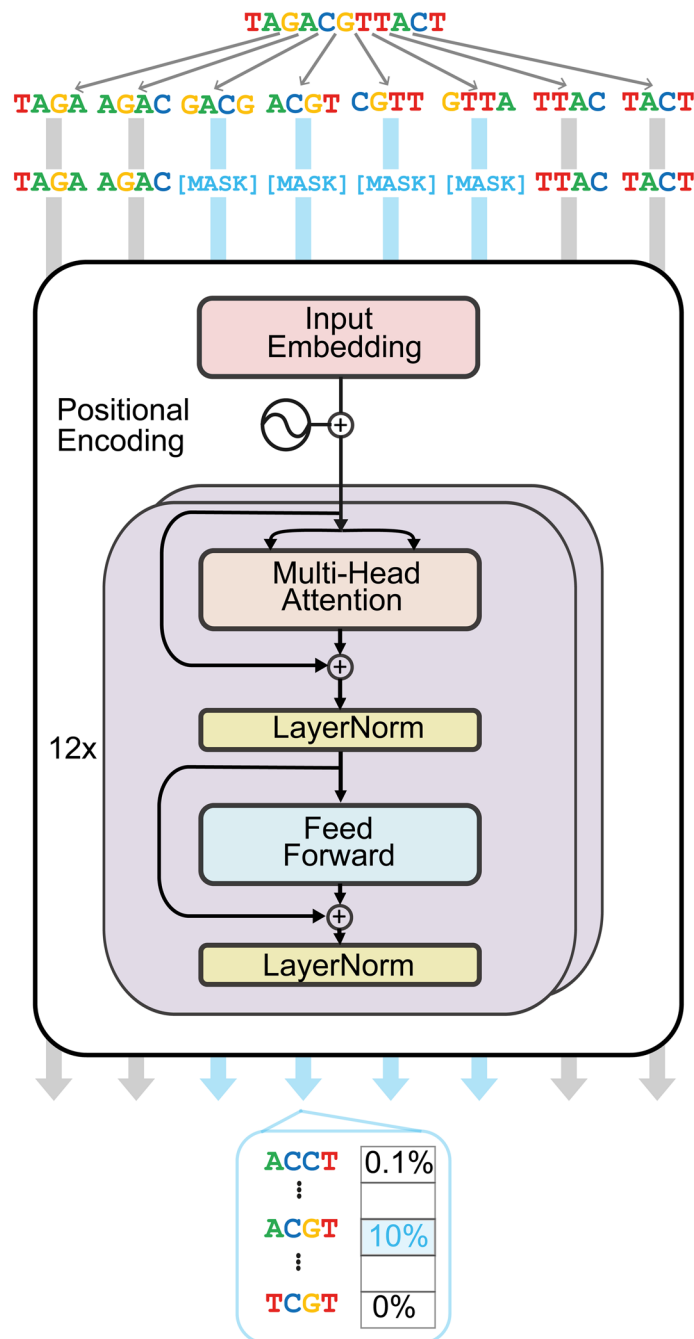 TAGACGTTACT
TAGA AGAC GACG ACGT CGTT GTTA TTAC TACT
TAGA AGAC [MASK] [MASK] [MASK] [MASK] TTAC TACT
Input
Embedding
Positional
Encoding
Multi-Head
Attention
LayerNorm
12x
Feed
Forward
LayerNorm
ACCT 0.1%
ACGT 10%
TCGT 0%